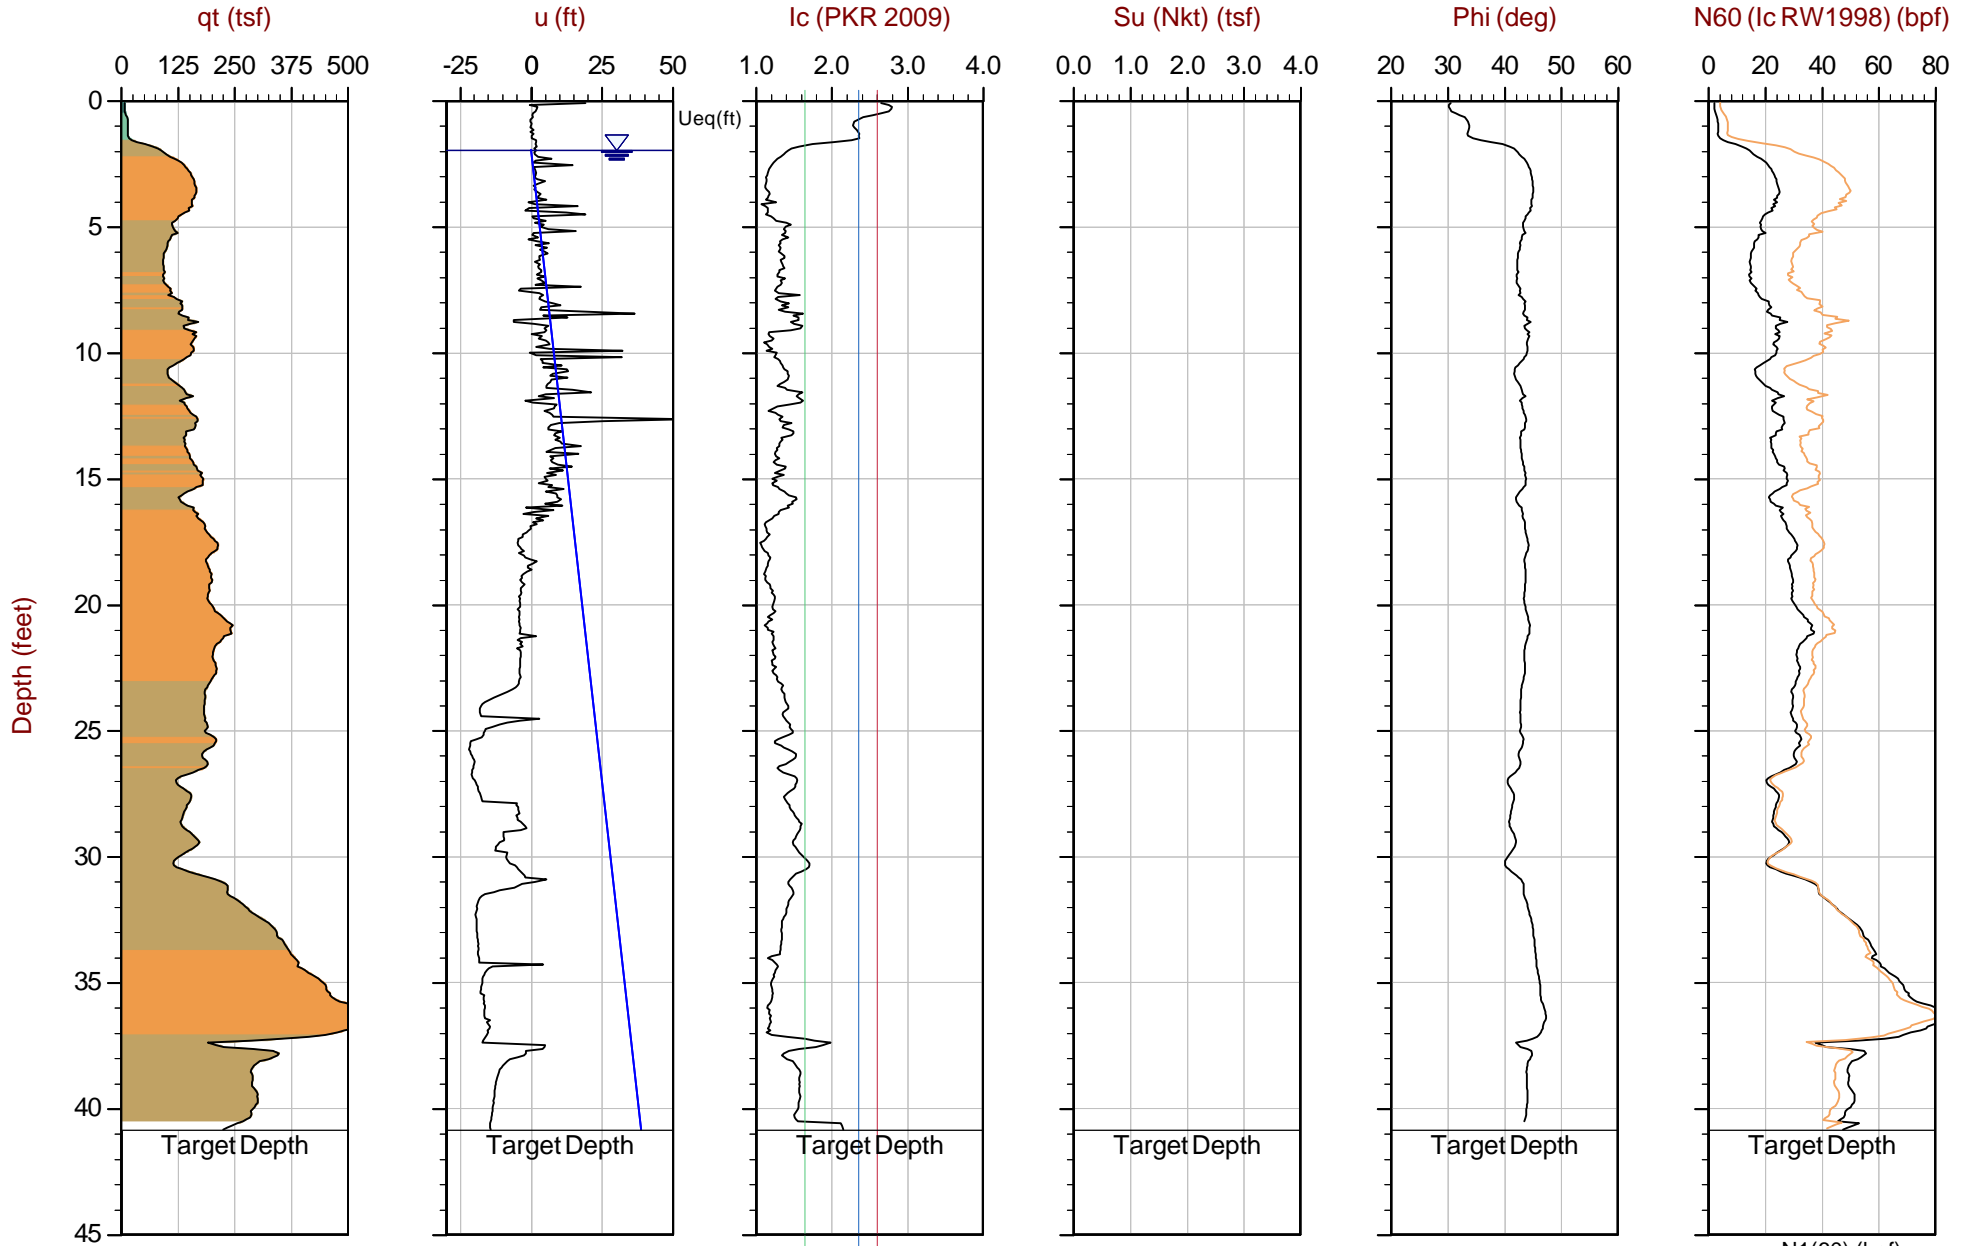 qt (tsf)
u (ft)
Ic (PKR 2009)
Su (Nkt) (tsf)
Phi (deg)
N60 (Ic RW1998) (bpf)
0 125 250 375 500
-25 0 25 50
1.0 2.0 3.0 4.0
0.0 1.0 2.0 3.0 4.0
20 30 40 50 60
0 20 40 60 80
Ueq(ft)
Depth (feet)
0
5
10
15
20
25
30
35
40
45
Target Depth
Target Depth
Target Depth
Target Depth
Target Depth
Target Depth